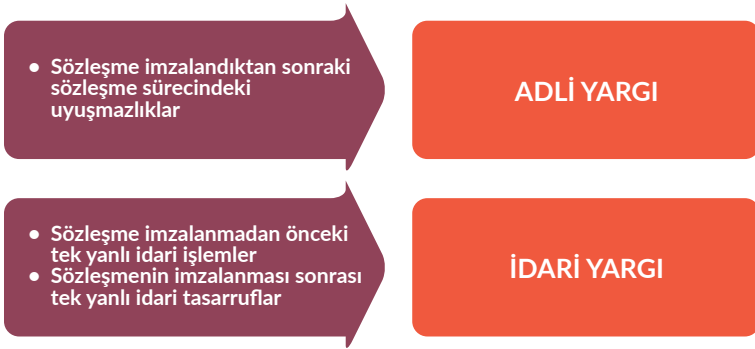 • Sözleşme imzalandıktan sonraki
sözleşme sürecindeki
uyuşmazlıklar
ADLİ YARGI
• Sözleşme imzalanmadan önceki
tek yanlı idari işlemler
• Sözleşmenin imzalanması sonrası
tek yanlı idari tasarruflar
İDARİ YARGI